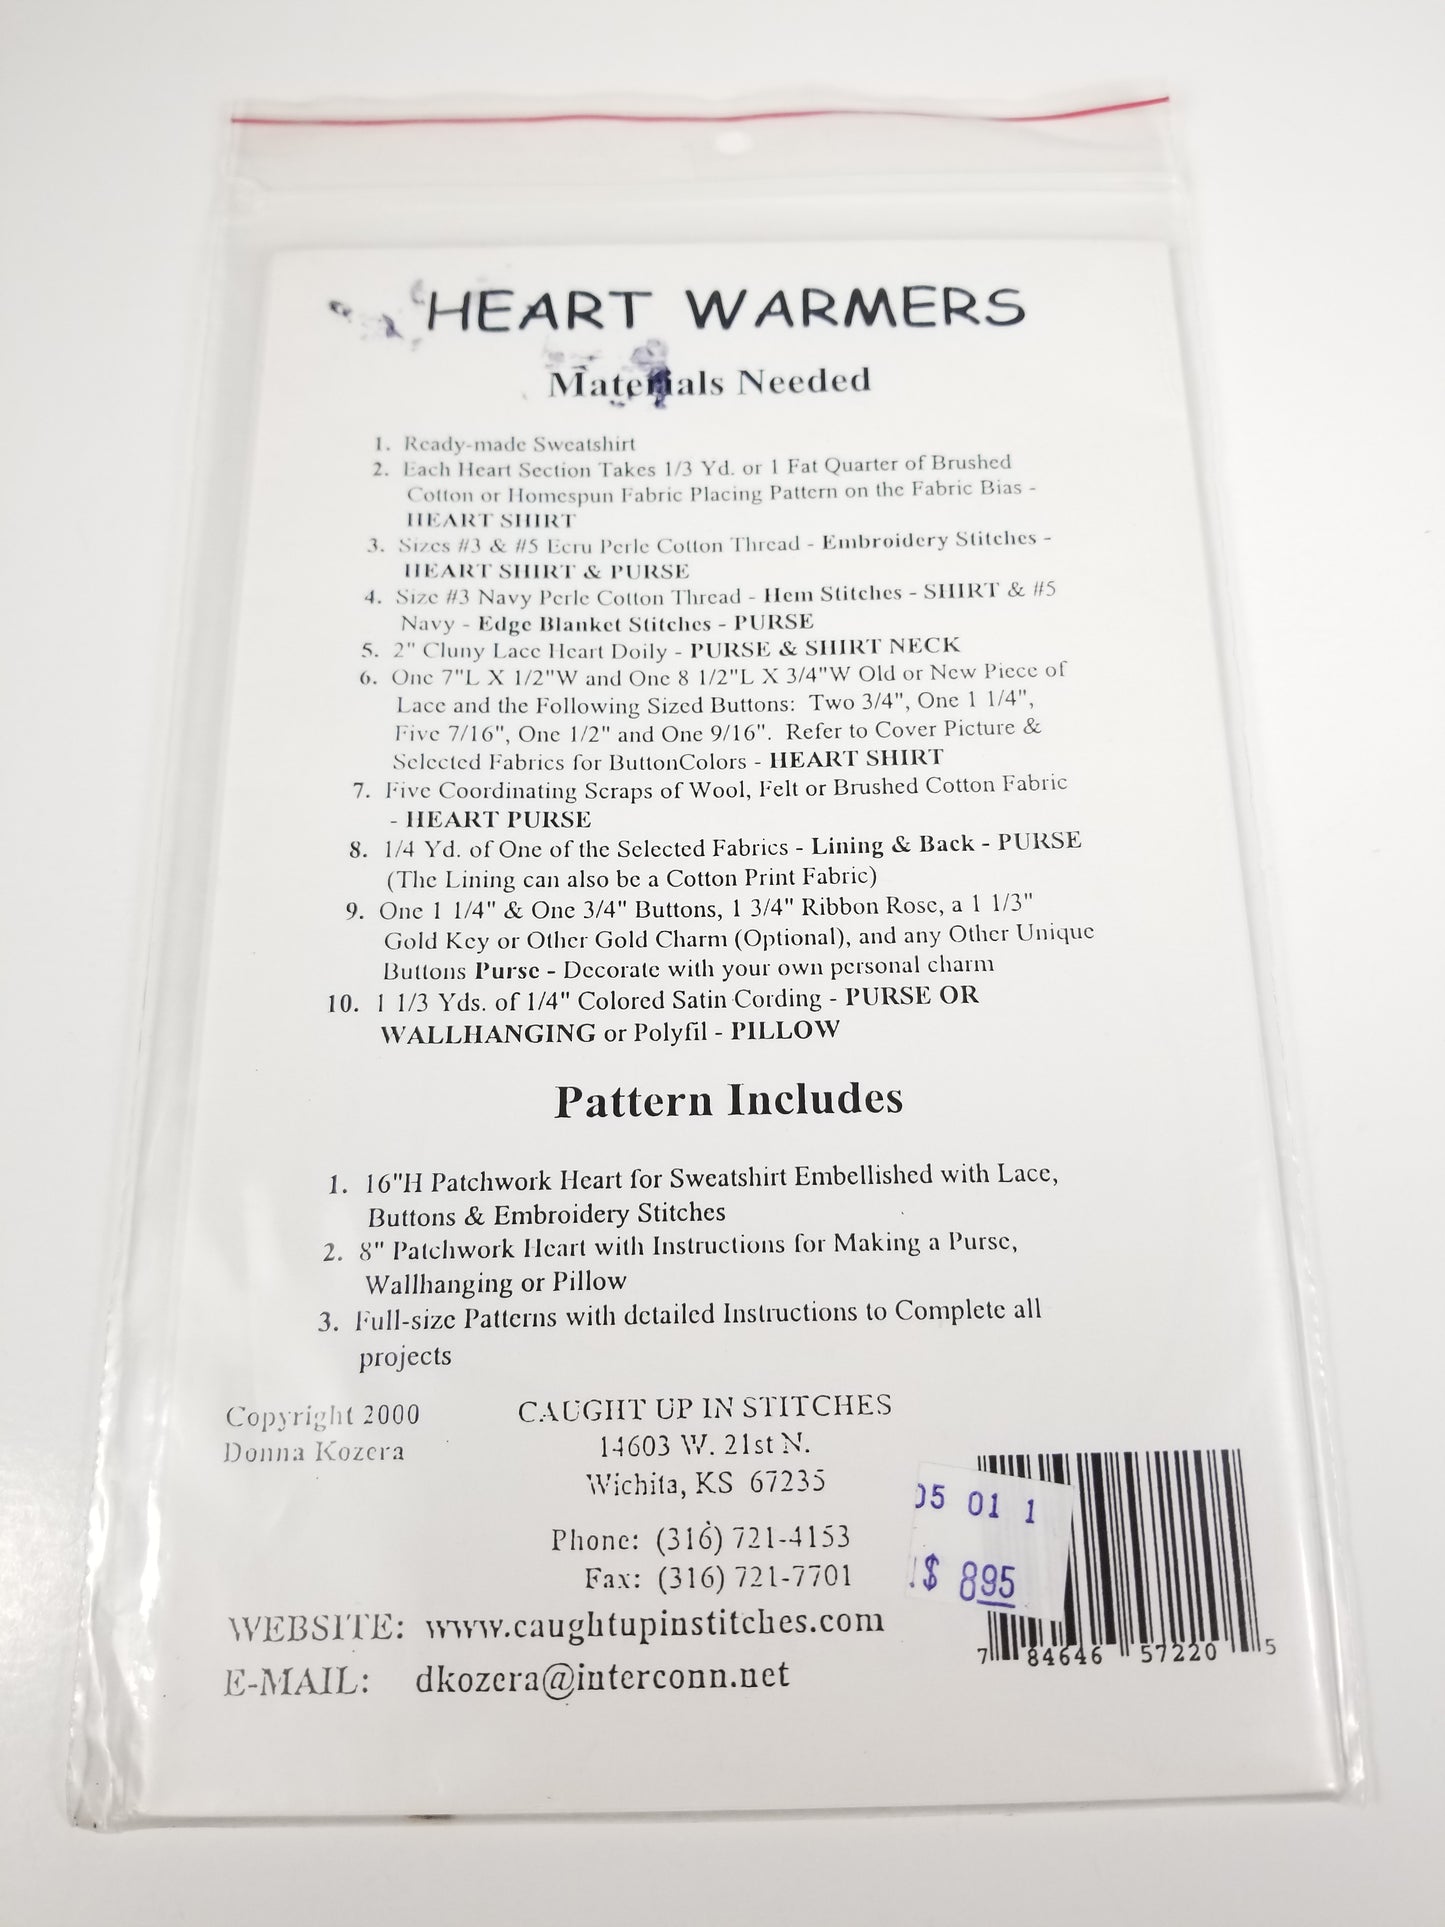 HEART WARMERS
Materials Needed
1. Ready-made Sweatshirt
2. Each Heart Section Takes 1/3 Yd. or 1 Fat Quarter of Brushed
Cotton or Homespun Fabric Placing Pattern on the Fabric Bias -
HEART SHIRT
3. Sizes #3 & #5 Ecru Perle Cotton Thread - Embroidery Stitches -
HEART SHIRT & PURSE
4. Size #3 Navy Perle Cotton Thread - Hem Stitches - SHIRT & #5
Navy - Edge Blanket Stitches - PURSE
5. 2" Cluny Lace Heart Doily - PURSE & SHIRT NECK
6. One 7"L X 1/2"W and One 8 1/2"L X 3/4"W Old or New Piece of
Lace and the Following Sized Buttons: Two 3/4", One 1 1/4",
Five 7/16", One 1/2" and One 9/16". Refer to Cover Picture &
Selected Fabrics for ButtonColors - HEART SHIRT
7. Five Coordinating Scraps of Wool, Felt or Brushed Cotton Fabric
- HEART PURSE
8. 1/4 Yd. of One of the Selected Fabrics - Lining & Back - PURSE
(The Lining can also be a Cotton Print Fabric)
9. One 1 1/4" & One 3/4" Buttons, 1 3/4" Ribbon Rose, a 1 1/3"
Gold Key or Other Gold Charm (Optional), and any Other Unique
Buttons Purse - Decorate with your own personal charm
10. 1 1/3 Yds. of 1/4" Colored Satin Cording - PURSE OR
WALLHANGING or Polyfil - PILLOW
Pattern Includes
1. 16"H Patchwork Heart for Sweatshirt Embellished with Lace,
Buttons & Embroidery Stitches
2. 8" Patchwork Heart with Instructions for Making a Purse,
Wallhanging or Pillow
3. Full-size Patterns with detailed Instructions to Complete all
projects
Copyright 2000
Donna Kozera
CAUGHT UP IN STITCHES
14603 W. 21st N.
Wichita, KS 67235
Phone: (316) 721-4153
Fax: (316) 721-7701
WEBSITE: www.caughtupinstitches.com
E-MAIL: dkozera@interconn.net
05 01 1
$ 895
7 84646 57220 5